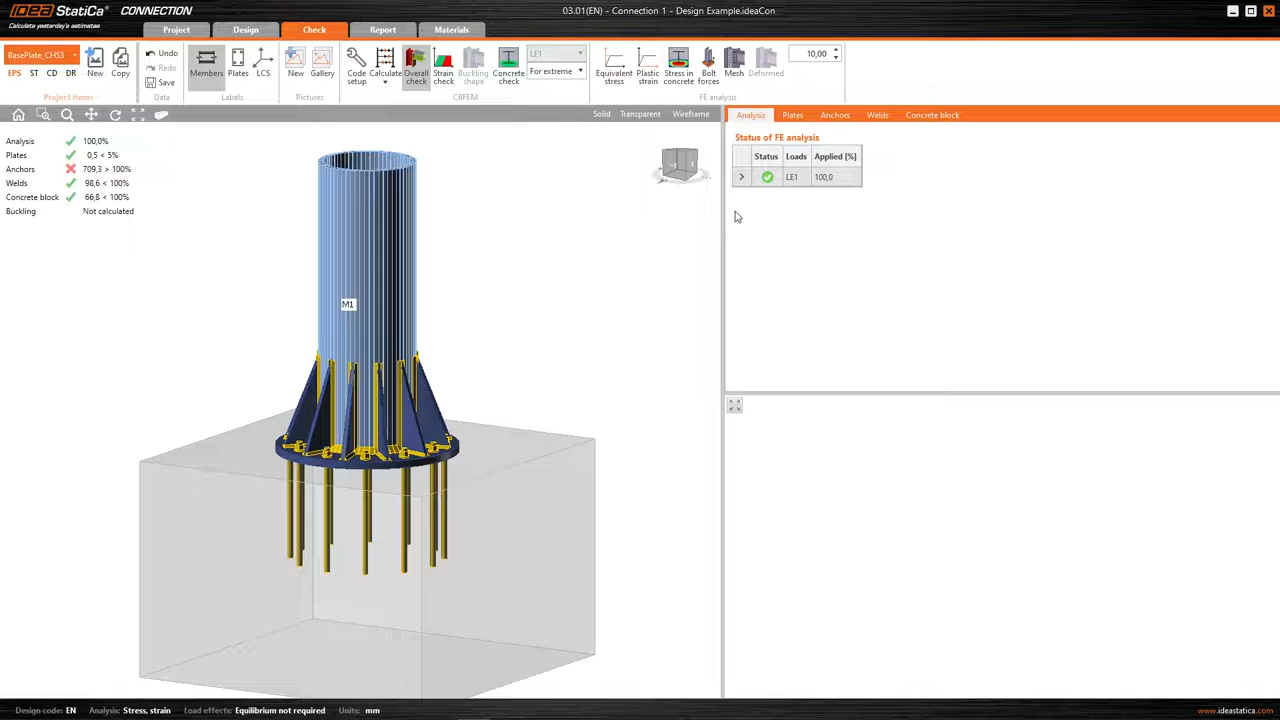 IDEA StatiCa CONNECTION
Calculate yesterday's estimates
03.01(EN) - Connection 1 - Design Example.ideaCon
Project Design Check Report Materials
BasePlate_CHS3
EPS ST CD DR
New Copy
Project items
Undo
Redo
Save
Data
Members Plates LCS
Labels
New Gallery
Pictures
Code setup Calculate Overall check Strain check Buckling shape Concrete check
LE1
For extreme
CBFEM
Equivalent stress Plastic strain Stress in concrete Bolt forces Mesh Deformed
10,00
FE analysis
Solid Transparent Wireframe
Analysis 100,0%
Plates 0,5 < 5%
Anchors 709,3 > 100%
Welds 98,6 < 100%
Concrete block 66,8 < 100%
Buckling Not calculated
M1
Analysis Plates Anchors Welds Concrete block
Status of FE analysis
Status Loads Applied [%]
LE1 100,0
Design code: EN Analysis: Stress, strain Load effects: Equilibrium not required Units: mm
www.ideastatica.com